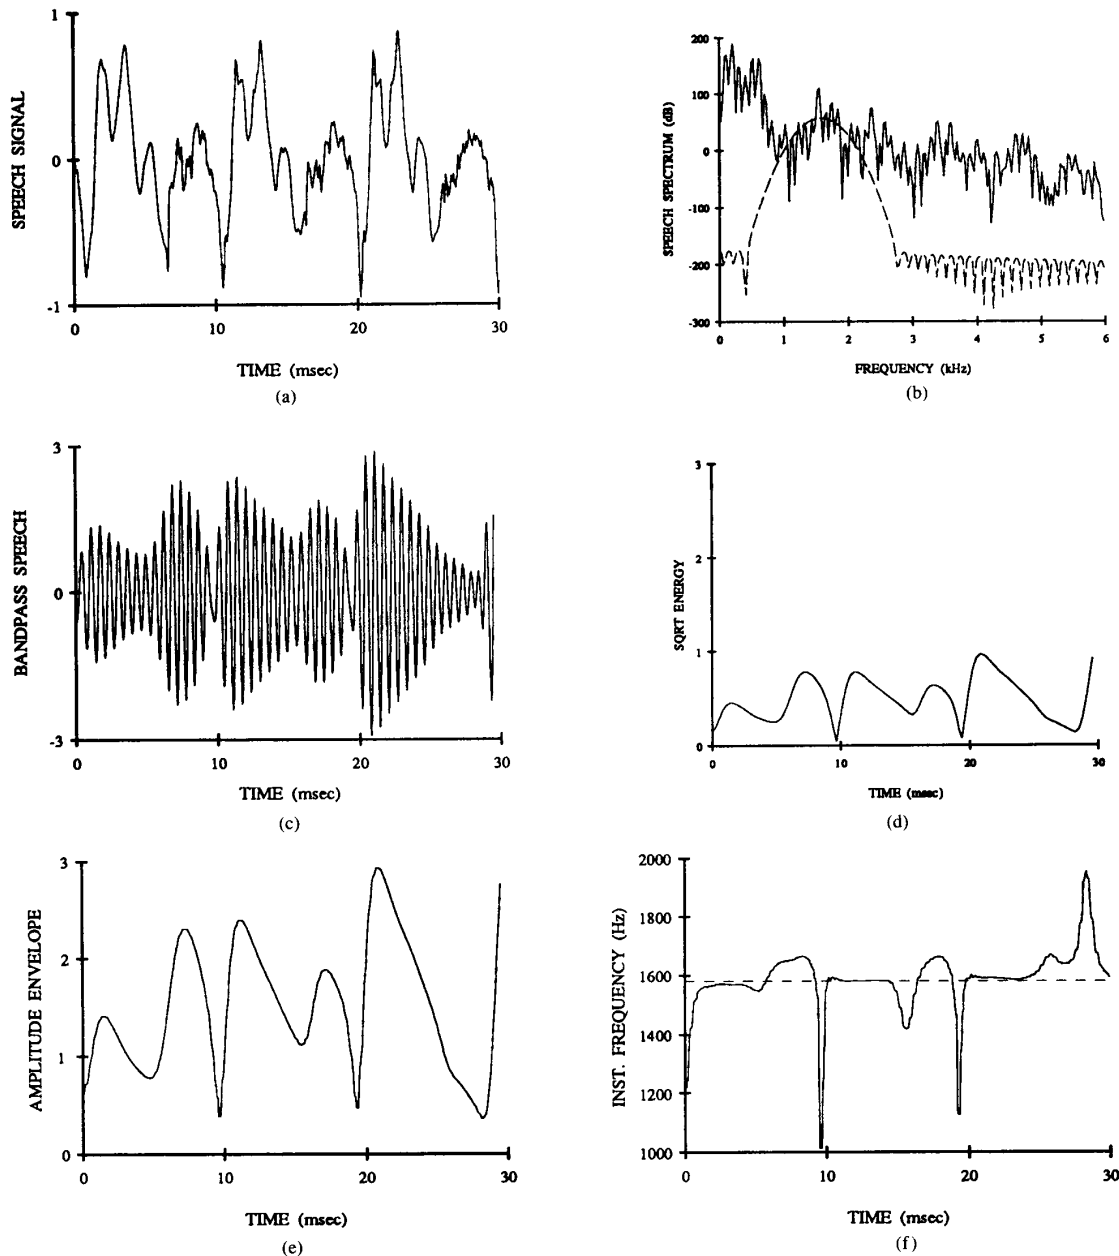 1
SPEECH SIGNAL
0
-1
0
10
20
30
TIME (msec)
(a)
200
100
SPEECH SPECTRUM (dB)
0
-100
-200
-300
0
1
2
3
4
5
6
FREQUENCY (kHz)
(b)
3
BANDPASS SPEECH
0
-3
0
10
20
30
TIME (msec)
(c)
3
2
SQRT ENERGY
1
0
0
10
20
30
TIME (msec)
(d)
3
2
AMPLITUDE ENVELOPE
1
0
0
10
20
30
TIME (msec)
(e)
2000
1800
INST. FREQUENCY (Hz)
1600
1400
1200
1000
0
10
20
30
TIME (msec)
(f)